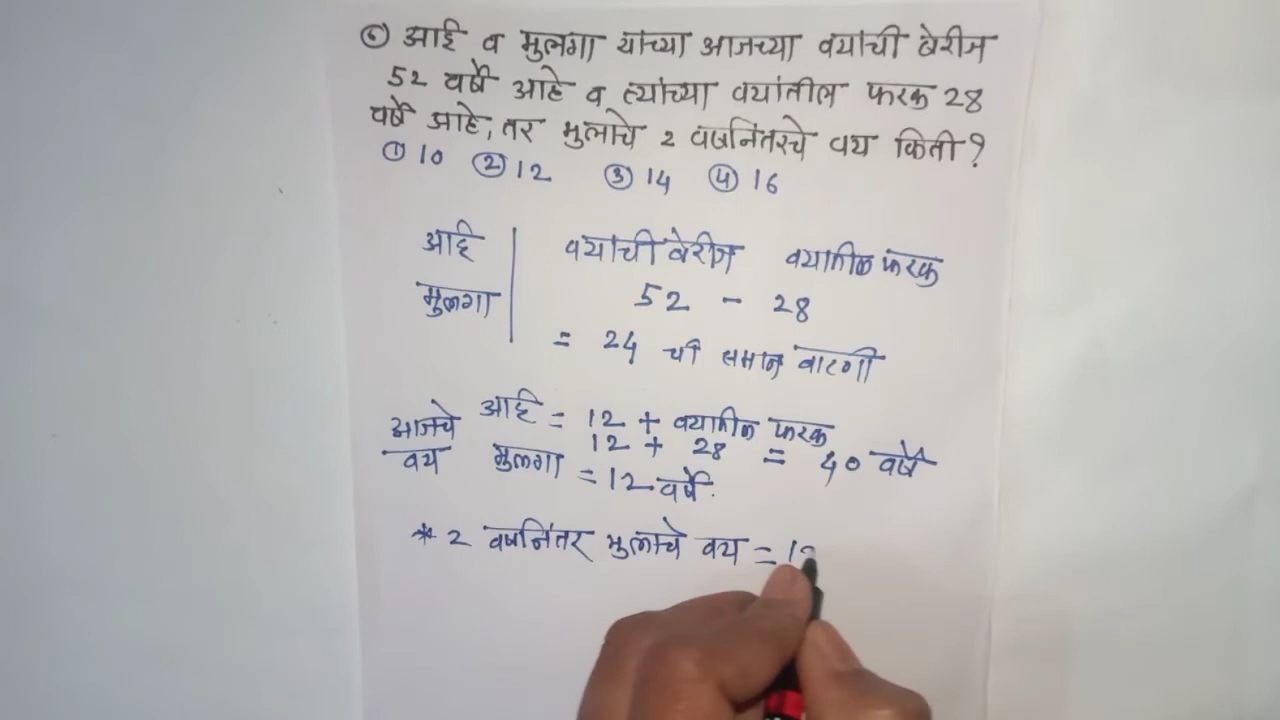 ६ आई व मुलगा यांच्या आजच्या वयांची बेरीज
52 वर्षे आहे व त्यांच्या वयांतील फरक 28
वर्षे आहे, तर मुलाचे 2 वर्षांनंतरचे वय किती?
① 10 ② 12 ③ 14 ④ 16
आई वयांची बेरीज वयातील फरक
मुलगा 52 - 28
= 24 ची समान वाटणी
आजचे आई = 12 + वयातील फरक
12 + 28 = 40 वर्षे
वय मुलगा = 12 वर्षे.
* 2 वर्षांनंतर मुलाचे वय = 12